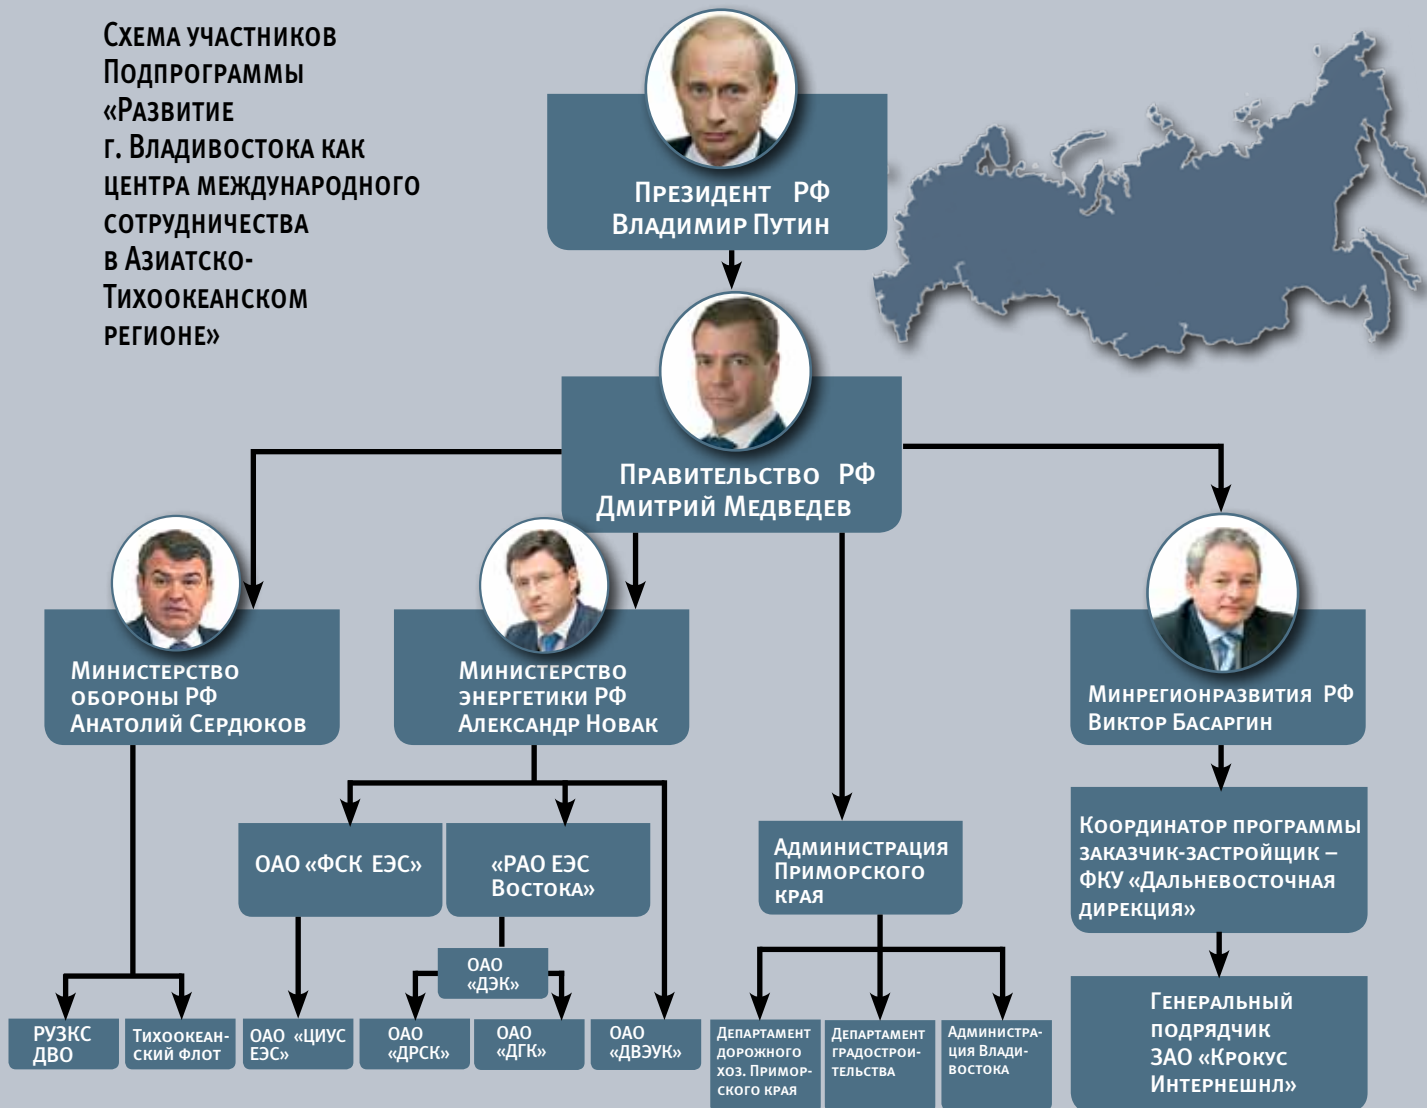 Схема участников
Подпрограммы
«Развитие
г. Владивостока как
центра международного
сотрудничества
в Азиатско-
Тихоокеанском
регионе»
Президент РФ
Владимир Путин
Правительство РФ
Дмитрий Медведев
Министерство
обороны РФ
Анатолий Сердюков
Министерство
энергетики РФ
Александр Новак
Минрегионразвития РФ
Виктор Басаргин
ОАО «ФСК ЕЭС»
«РАО ЕЭС
Востока»
Администрация
Приморского
края
Координатор программы
заказчик-застройщик –
ФКУ «Дальневосточная
дирекция»
ОАО
«ДЭК»
РУЗКС
ДВО
Тихоокеан-
ский флот
ОАО «ЦИУС
ЕЭС»
ОАО
«ДРСК»
ОАО
«ДГК»
ОАО
«ДВЭУК»
Департамент
дорожного
хоз. Примор-
ского края
Департамент
градострои-
тельства
Администра-
ция Влади-
востока
Генеральный
подрядчик
ЗАО «Крокус
Интернешнл»